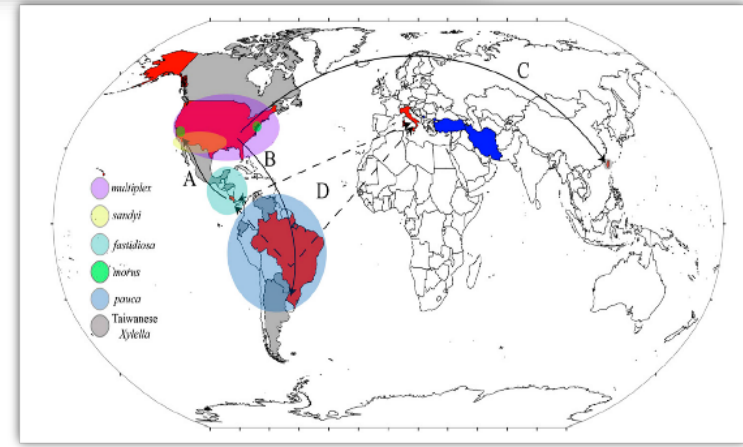 C
B
A
D
multiplex
sandyi
fastidiosa
morus
pauca
Taiwanese
Xylella